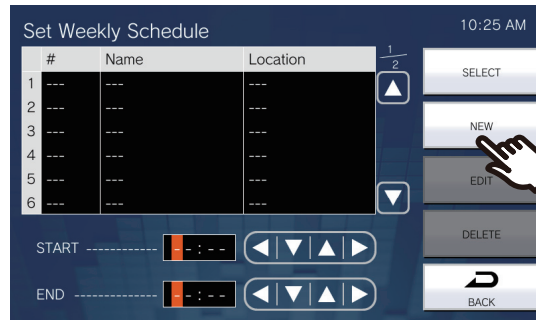 Set Weekly Schedule
10:25 AM
# Name Location
1
2
1 --- --- ---
2 --- --- ---
3 --- --- ---
4 --- --- ---
5 --- --- ---
6 --- --- ---
START ------------ --:--
END ------------- --:--
SELECT
NEW
EDIT
DELETE
BACK